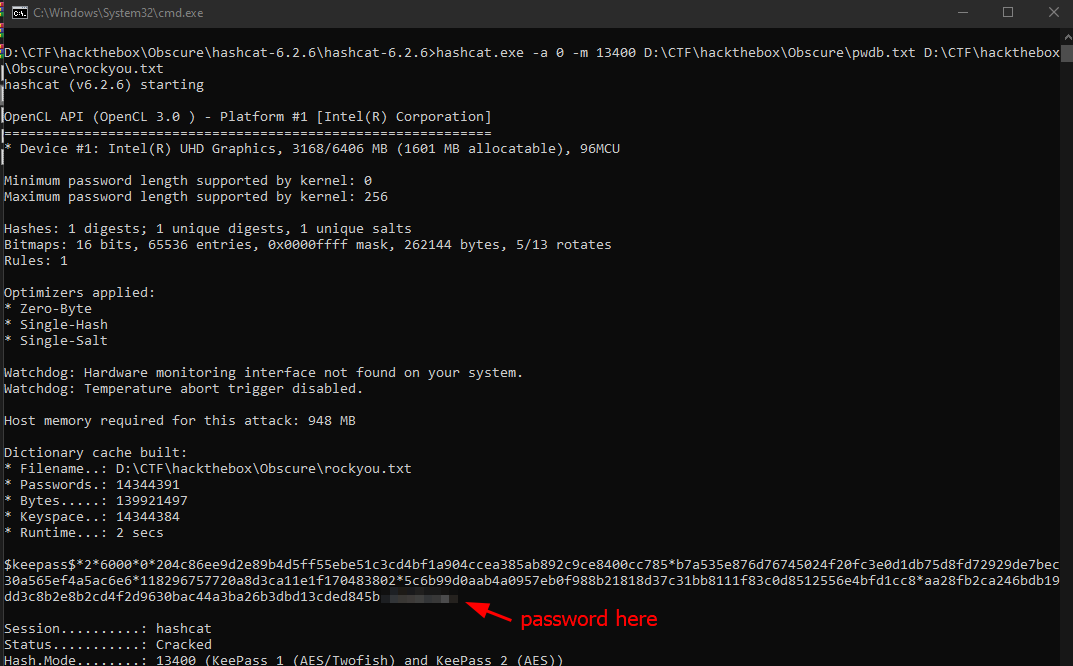 C:\Windows\System32\cmd.exe
D:\CTF\hackthebox\Obscure\hashcat-6.2.6\hashcat-6.2.6>hashcat.exe -a 0 -m 13400 D:\CTF\hackthebox\Obscure\pwdb.txt D:\CTF\hackthebox
\Obscure\rockyou.txt
hashcat (v6.2.6) starting
OpenCL API (OpenCL 3.0 ) - Platform #1 [Intel(R) Corporation]
=============================================================
* Device #1: Intel(R) UHD Graphics, 3168/6406 MB (1601 MB allocatable), 96MCU
Minimum password length supported by kernel: 0
Maximum password length supported by kernel: 256
Hashes: 1 digests; 1 unique digests, 1 unique salts
Bitmaps: 16 bits, 65536 entries, 0x0000ffff mask, 262144 bytes, 5/13 rotates
Rules: 1
Optimizers applied:
* Zero-Byte
* Single-Hash
* Single-Salt
Watchdog: Hardware monitoring interface not found on your system.
Watchdog: Temperature abort trigger disabled.
Host memory required for this attack: 948 MB
Dictionary cache built:
* Filename..: D:\CTF\hackthebox\Obscure\rockyou.txt
* Passwords.: 14344391
* Bytes.....: 139921497
* Keyspace..: 14344384
* Runtime...: 2 secs
$keepass$*2*6000*0*204c86ee9d2e89b4d5ff55ebe51c3cd4bf1a904ccea385ab892c9ce8400cc785*b7a535e876d76745024f20fc3e0d1db75d8fd72929de7bec
30a565ef4a5ac6e6*118296757720a8d3ca11e1f170483802*5c6b99d0aab4a0957eb0f988b21818d37c31bb8111f83c0d8512556e4bfd1cc8*aa28fb2ca246bdb19
dd3c8b2e8b2cd4f2d9630bac44a3ba26b3dbd13cded845b
password here
Session..........: hashcat
Status...........: Cracked
Hash.Mode........: 13400 (KeePass 1 (AES/Twofish) and KeePass 2 (AES))